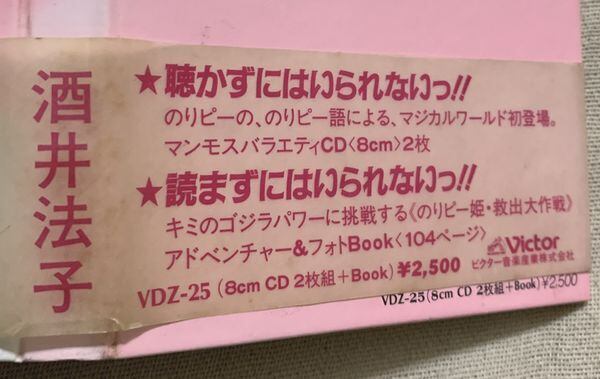 酒井法子
★聴かずにはいられないっ!!
のりピーの、のりピー語による、マジカルワールド初登場。
マンモスバラエティCD〈8cm〉2枚
★読まずにはいられないっ!!
キミのゴジラパワーに挑戦する《のりピー姫・救出大作戦》
アドベンチャー&フォトBook〈104ページ〉
Victor
ビクター音楽産業株式会社
VDZ-25 (8cm CD 2枚組+Book) ¥2,500
VDZ-25 (8cm CD 2枚組+Book) ¥2,500